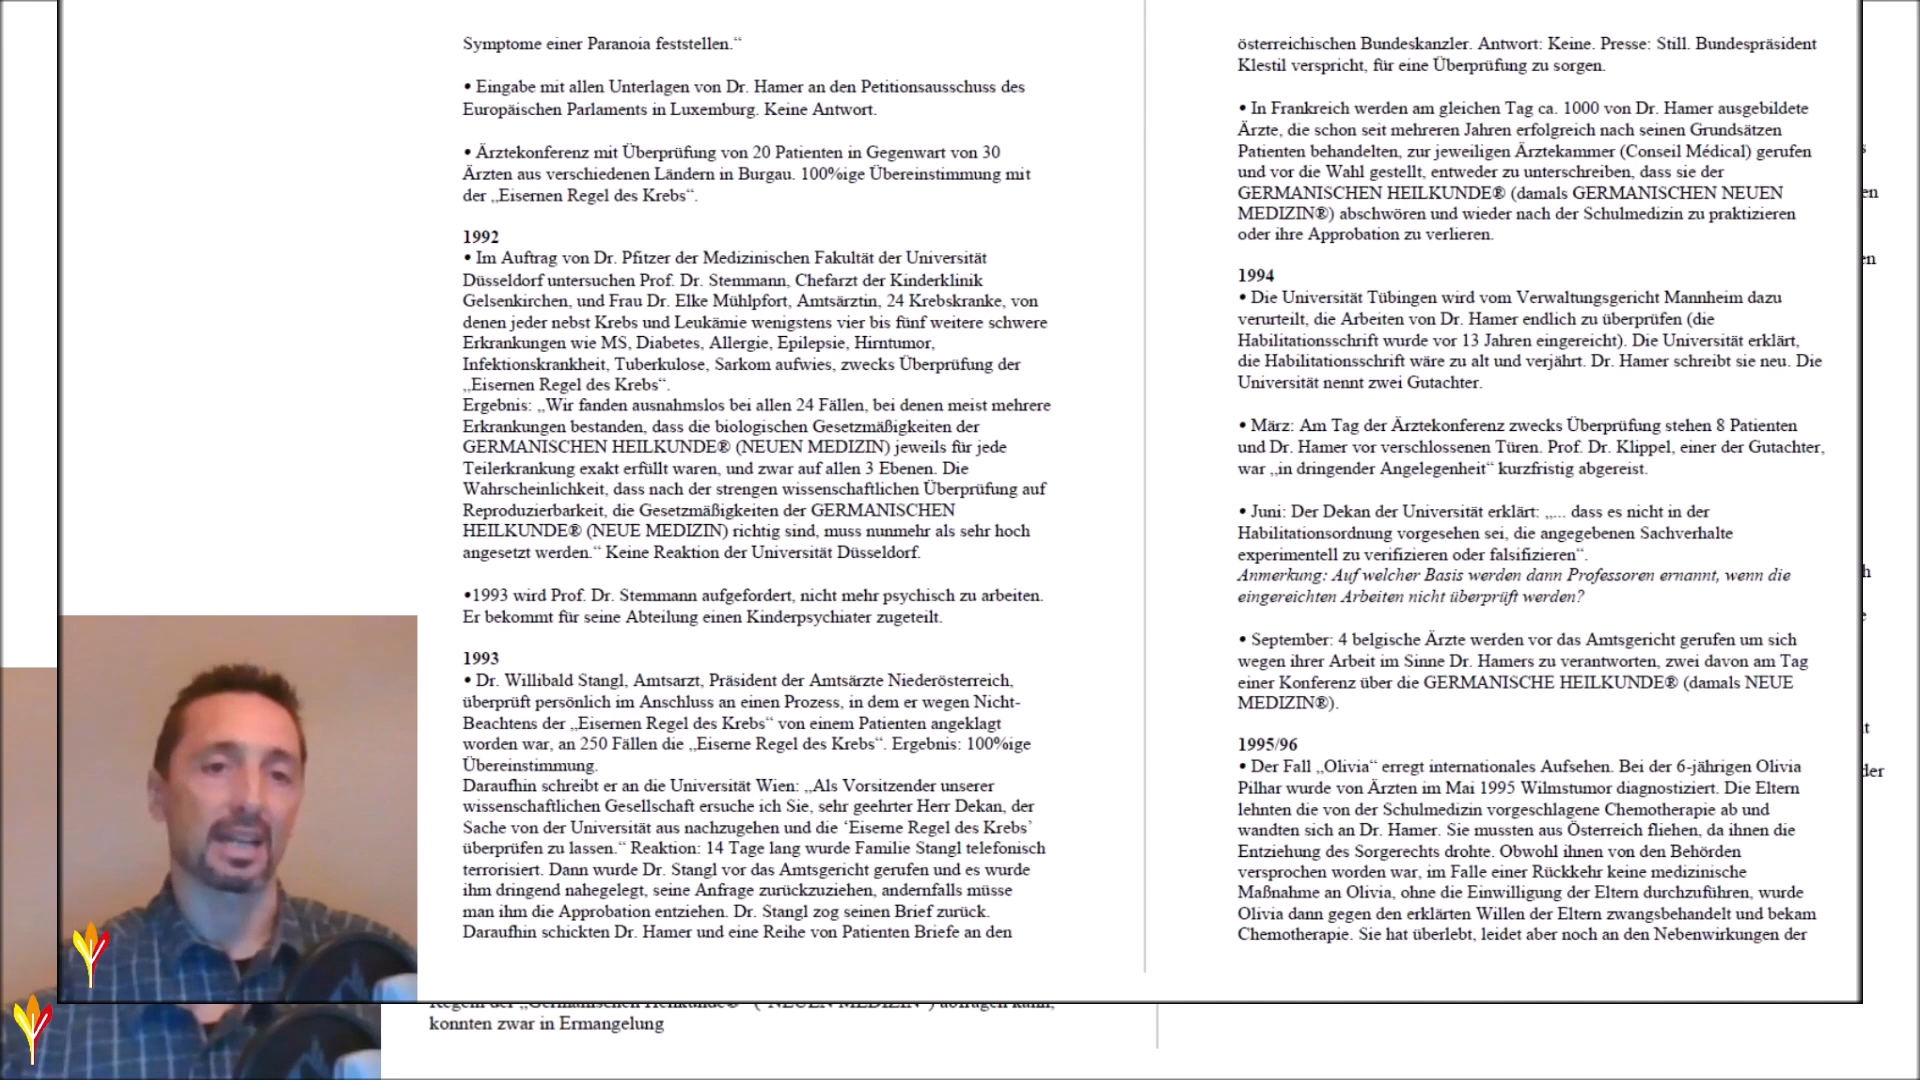 Symptome einer Paranoia feststellen.“
• Eingabe mit allen Unterlagen von Dr. Hamer an den Petitionsausschuss des
Europäischen Parlaments in Luxemburg. Keine Antwort.
• Ärztekonferenz mit Überprüfung von 20 Patienten in Gegenwart von 30
Ärzten aus verschiedenen Ländern in Burgau. 100%ige Übereinstimmung mit
der „Eisernen Regel des Krebs“.
1992
• Im Auftrag von Dr. Pfitzer der Medizinischen Fakultät der Universität
Düsseldorf untersuchen Prof. Dr. Stemmann, Chefarzt der Kinderklinik
Gelsenkirchen, und Frau Dr. Elke Mühlpfort, Amtsärztin, 24 Krebskranke, von
denen jeder nebst Krebs und Leukämie wenigstens vier bis fünf weitere schwere
Erkrankungen wie MS, Diabetes, Allergie, Epilepsie, Hirntumor,
Infektionskrankheit, Tuberkulose, Sarkom aufwies, zwecks Überprüfung der
„Eisernen Regel des Krebs“.
Ergebnis: „Wir fanden ausnahmslos bei allen 24 Fällen, bei denen meist mehrere
Erkrankungen bestanden, dass die biologischen Gesetzmäßigkeiten der
GERMANISCHEN HEILKUNDE® (NEUEN MEDIZIN) jeweils für jede
Teilerkrankung exakt erfüllt waren, und zwar auf allen 3 Ebenen. Die
Wahrscheinlichkeit, dass nach der strengen wissenschaftlichen Überprüfung auf
Reproduzierbarkeit, die Gesetzmäßigkeiten der GERMANISCHEN
HEILKUNDE® (NEUE MEDIZIN) richtig sind, muss nunmehr als sehr hoch
angesetzt werden.“ Keine Reaktion der Universität Düsseldorf.
•1993 wird Prof. Dr. Stemmann aufgefordert, nicht mehr psychisch zu arbeiten.
Er bekommt für seine Abteilung einen Kinderpsychiater zugeteilt.
1993
• Dr. Willibald Stangl, Amtsarzt, Präsident der Amtsärzte Niederösterreich,
überprüft persönlich im Anschluss an einen Prozess, in dem er wegen Nicht-
Beachtens der „Eisernen Regel des Krebs“ von einem Patienten angeklagt
worden war, an 250 Fällen die „Eiserne Regel des Krebs“. Ergebnis: 100%ige
Übereinstimmung.
Daraufhin schreibt er an die Universität Wien: „Als Vorsitzender unserer
wissenschaftlichen Gesellschaft ersuche ich Sie, sehr geehrter Herr Dekan, der
Sache von der Universität aus nachzugehen und die ‘Eiserne Regel des Krebs’
überprüfen zu lassen.“ Reaktion: 14 Tage lang wurde Familie Stangl telefonisch
terrorisiert. Dann wurde Dr. Stangl vor das Amtsgericht gerufen und es wurde
ihm dringend nahegelegt, seine Anfrage zurückzuziehen, andernfalls müsse
man ihm die Approbation entziehen. Dr. Stangl zog seinen Brief zurück.
Daraufhin schickten Dr. Hamer und eine Reihe von Patienten Briefe an den
österreichischen Bundeskanzler. Antwort: Keine. Presse: Still. Bundespräsident
Klestil verspricht, für eine Überprüfung zu sorgen.
• In Frankreich werden am gleichen Tag ca. 1000 von Dr. Hamer ausgebildete
Ärzte, die schon seit mehreren Jahren erfolgreich nach seinen Grundsätzen
Patienten behandelten, zur jeweiligen Ärztekammer (Conseil Médical) gerufen
und vor die Wahl gestellt, entweder zu unterschreiben, dass sie der
GERMANISCHEN HEILKUNDE® (damals GERMANISCHEN NEUEN
MEDIZIN®) abschwören und wieder nach der Schulmedizin zu praktizieren
oder ihre Approbation zu verlieren.
1994
• Die Universität Tübingen wird vom Verwaltungsgericht Mannheim dazu
verurteilt, die Arbeiten von Dr. Hamer endlich zu überprüfen (die
Habilitationsschrift wurde vor 13 Jahren eingereicht). Die Universität erklärt,
die Habilitationsschrift wäre zu alt und verjährt. Dr. Hamer schreibt sie neu. Die
Universität nennt zwei Gutachter.
• März: Am Tag der Ärztekonferenz zwecks Überprüfung stehen 8 Patienten
und Dr. Hamer vor verschlossenen Türen. Prof. Dr. Klippel, einer der Gutachter,
war „in dringender Angelegenheit“ kurzfristig abgereist.
• Juni: Der Dekan der Universität erklärt: „... dass es nicht in der
Habilitationsordnung vorgesehen sei, die angegebenen Sachverhalte
experimentell zu verifizieren oder falsifizieren“.
Anmerkung: Auf welcher Basis werden dann Professoren ernannt, wenn die
eingereichten Arbeiten nicht überprüft werden?
• September: 4 belgische Ärzte werden vor das Amtsgericht gerufen um sich
wegen ihrer Arbeit im Sinne Dr. Hamers zu verantworten, zwei davon am Tag
einer Konferenz über die GERMANISCHE HEILKUNDE® (damals NEUE
MEDIZIN®).
1995/96
• Der Fall „Olivia“ erregt internationales Aufsehen. Bei der 6-jährigen Olivia
Pilhar wurde von Ärzten im Mai 1995 Wilmstumor diagnostiziert. Die Eltern
lehnten die von der Schulmedizin vorgeschlagene Chemotherapie ab und
wandten sich an Dr. Hamer. Sie mussten aus Österreich fliehen, da ihnen die
Entziehung des Sorgerechts drohte. Obwohl ihnen von den Behörden
versprochen worden war, im Falle einer Rückkehr keine medizinische
Maßnahme an Olivia, ohne die Einwilligung der Eltern durchzuführen, wurde
Olivia dann gegen den erklärten Willen der Eltern zwangsbehandelt und bekam
Chemotherapie. Sie hat überlebt, leidet aber noch an den Nebenwirkungen der
konnten zwar in Ermangelung